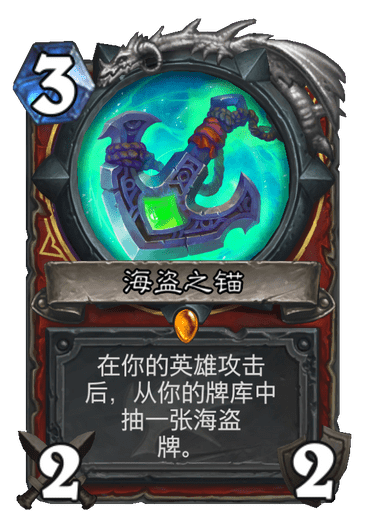 3
海盗之锚
在你的英雄攻击
后，从你的牌库中
抽一张海盗
牌。
2
2